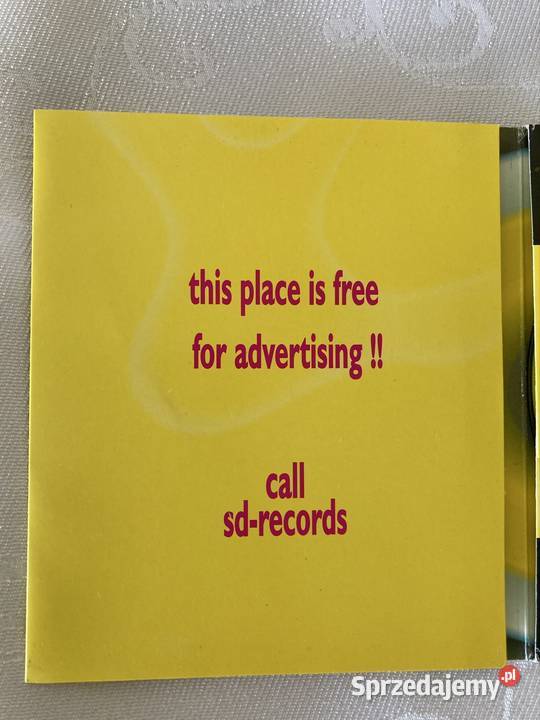 this place is free
for advertising !!
call
sd-records
Sprzedajemy.pl